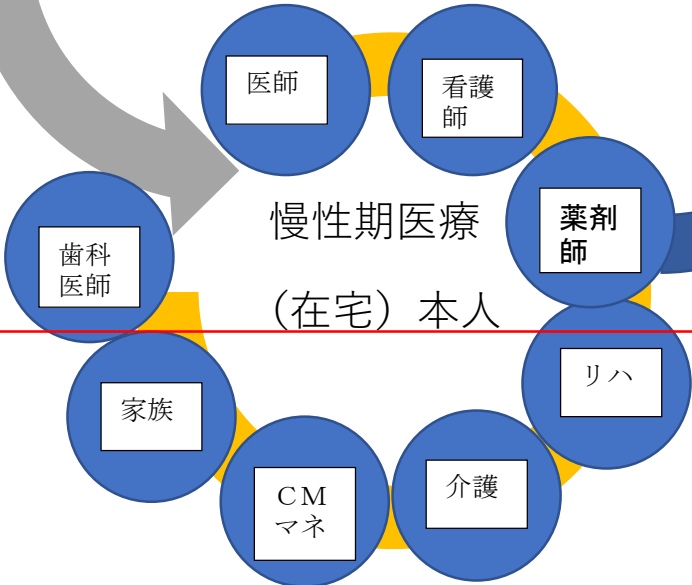 医師
看護
師
慢性期医療
薬剤
師
歯科
医師
（在宅）本人
リハ
家族
介護
ＣＭ
マネ